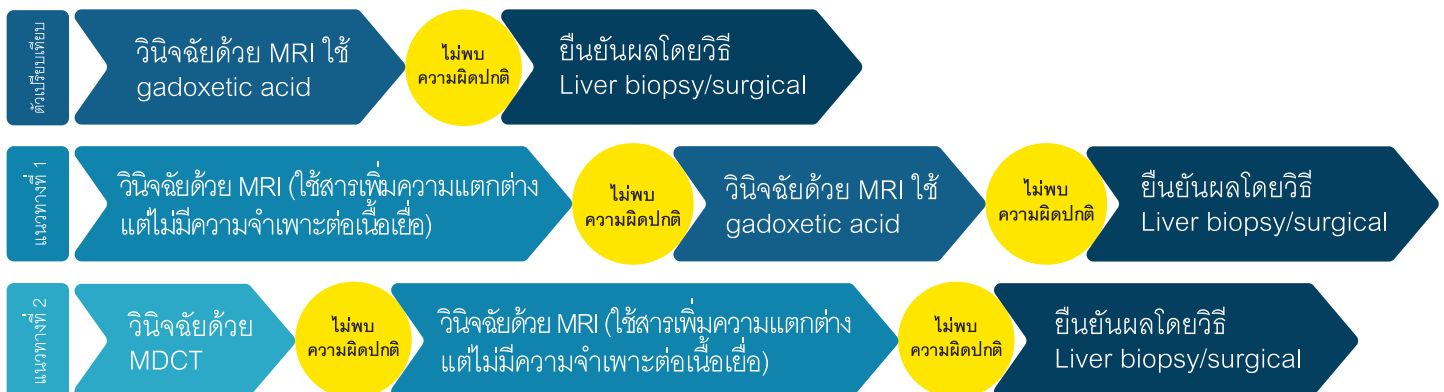 ตัวเปรียบเทียบ
วินิจฉัยด้วย MRI ใช้
gadoxetic acid
ไม่พบ
ความผิดปกติ
ยืนยันผลโดยวิธี
Liver biopsy/surgical
แนวทางที่ 1
วินิจฉัยด้วย MRI (ใช้สารเพิ่มความแตกต่าง
แต่ไม่มีความจำเพาะต่อเนื้อเยื่อ)
ไม่พบ
ความผิดปกติ
วินิจฉัยด้วย MRI ใช้
gadoxetic acid
ไม่พบ
ความผิดปกติ
ยืนยันผลโดยวิธี
Liver biopsy/surgical
แนวทางที่ 2
วินิจฉัยด้วย
MDCT
ไม่พบ
ความผิดปกติ
วินิจฉัยด้วย MRI (ใช้สารเพิ่มความแตกต่าง
แต่ไม่มีความจำเพาะต่อเนื้อเยื่อ)
ไม่พบ
ความผิดปกติ
ยืนยันผลโดยวิธี
Liver biopsy/surgical